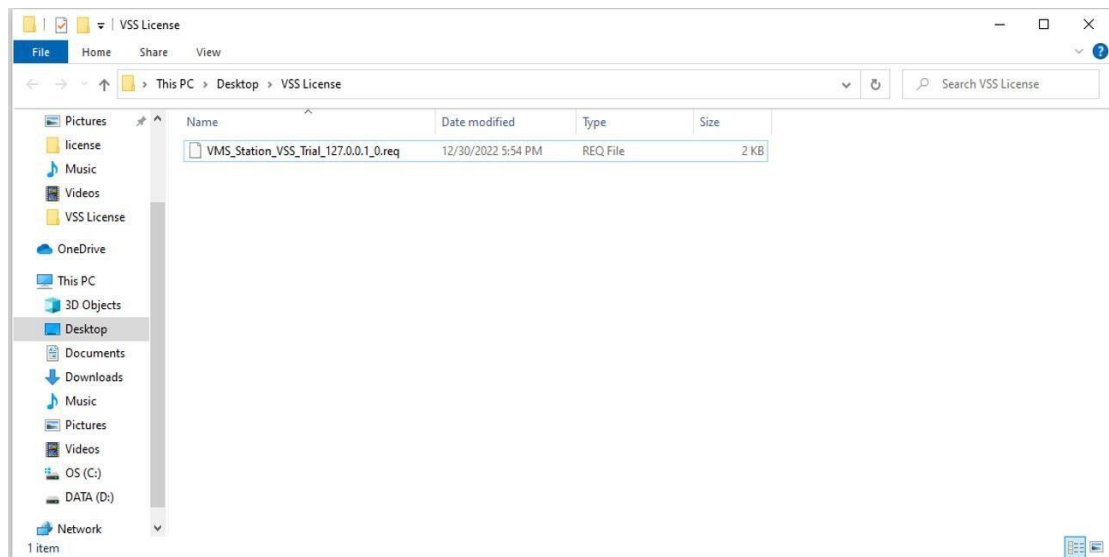 VSS License
File Home Share View
This PC > Desktop > VSS License
Search VSS License
Name Date modified Type Size
VMS_Station_VSS_Trial_127.0.0.1_0.req 12/30/2022 5:54 PM REQ File 2 KB
Pictures
license
Music
Videos
VSS License
OneDrive
This PC
3D Objects
Desktop
Documents
Downloads
Music
Pictures
Videos
OS (C:)
DATA (D:)
Network
1 item